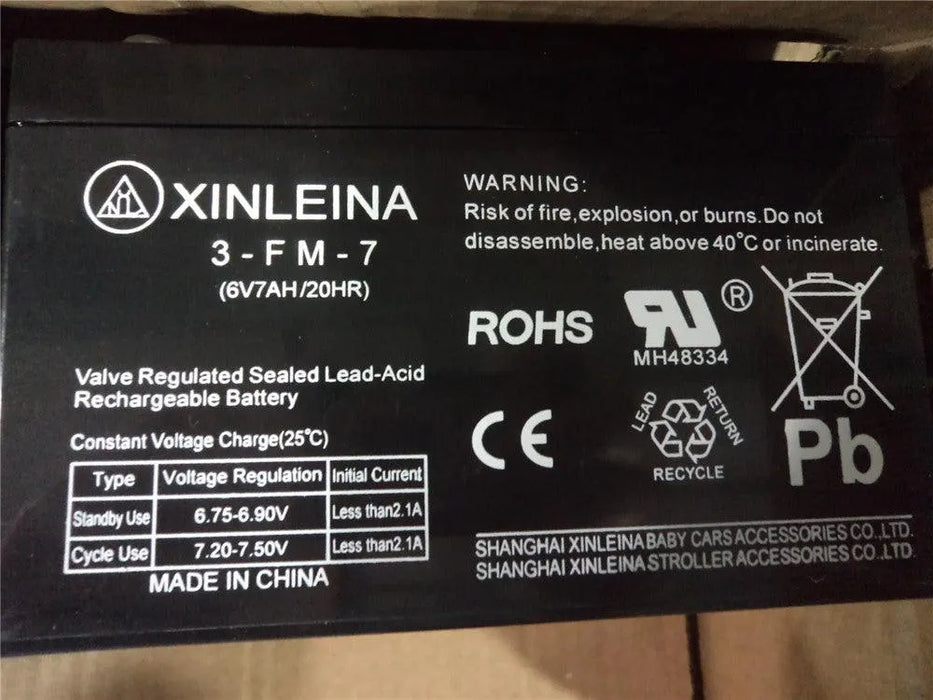 XINLEINA
3-FM-7
(6V7AH/20HR)
Valve Regulated Sealed Lead-Acid
Rechargeable Battery
Constant Voltage Charge(25°C)
Type Voltage Regulation Initial Current
Standby Use 6.75-6.90V Less than2.1A
Cycle Use 7.20-7.50V Less than2.1A
MADE IN CHINA
WARNING:
Risk of fire,explosion,or burns.Do not
disassemble,heat above 40°C or incinerate.
ROHS
RU®
MH48334
CE
LEAD RETURN
RECYCLE
Pb
SHANGHAI XINLEINA BABY CARS ACCESSORIES CO.,LTD.
SHANGHAI XINLEINA STROLLER ACCESSORIES CO.,LTD.